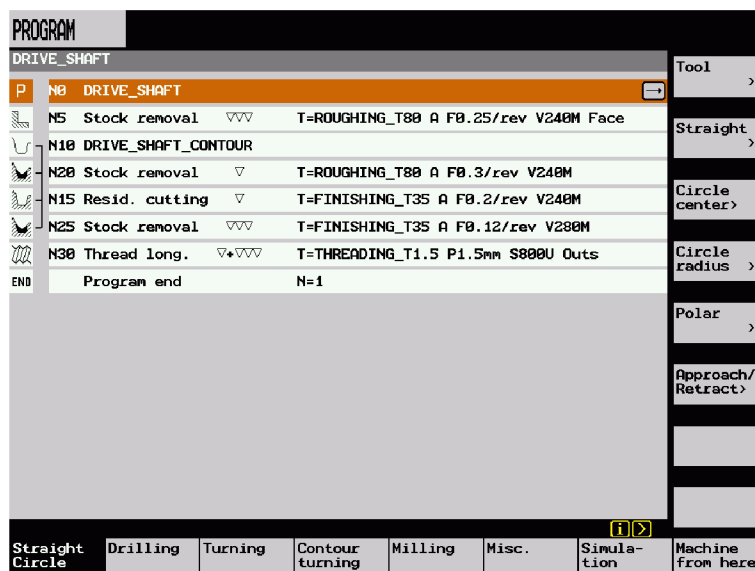 PROGRAM
DRIVE_SHAFT
P N0 DRIVE_SHAFT
N5 Stock removal ▽▽▽ T=ROUGHING_T80 A F0.25/rev V240M Face
N10 DRIVE_SHAFT_CONTOUR
N20 Stock removal ▽ T=ROUGHING_T80 A F0.3/rev V240M
N15 Resid. cutting ▽ T=FINISHING_T35 A F0.2/rev V240M
N25 Stock removal ▽▽▽ T=FINISHING_T35 A F0.12/rev V280M
N30 Thread long. ▽+▽▽▽ T=THREADING_T1.5 P1.5mm S800U Outs
END Program end N=1
Tool >
Straight >
Circle
center>
Circle
radius >
Polar >
Approach/
Retract>
i >
Straight
Circle
Drilling
Turning
Contour
turning
Milling
Misc.
Simula-
tion
Machine
from here